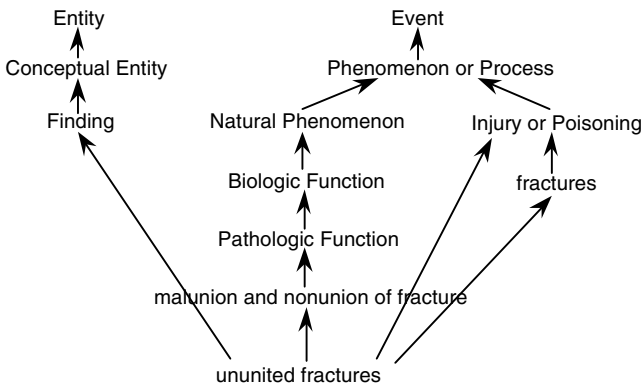 Entity
Event
Conceptual Entity
Phenomenon or Process
Finding
Natural Phenomenon
Injury or Poisoning
Biologic Function
fractures
Pathologic Function
malunion and nonunion of fracture
ununited fractures